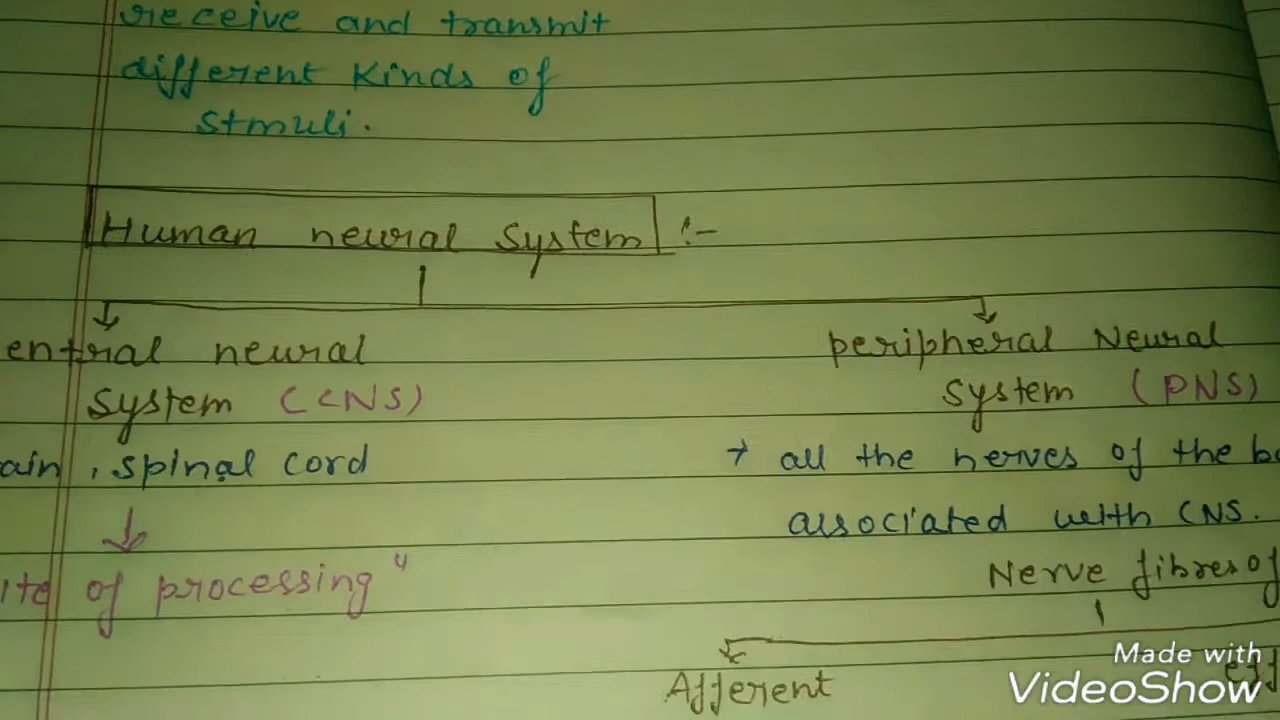 receive and transmit
different kinds of
stmuli.
Human neural system :-
entral neural
system (CNS)
ain, spinal cord
ite of processing"
peripheral Neural
system (PNS)
→ all the nerves of the bo
associated with CNS.
Nerve fibres of
Afferent
eff
Made with
VideoShow